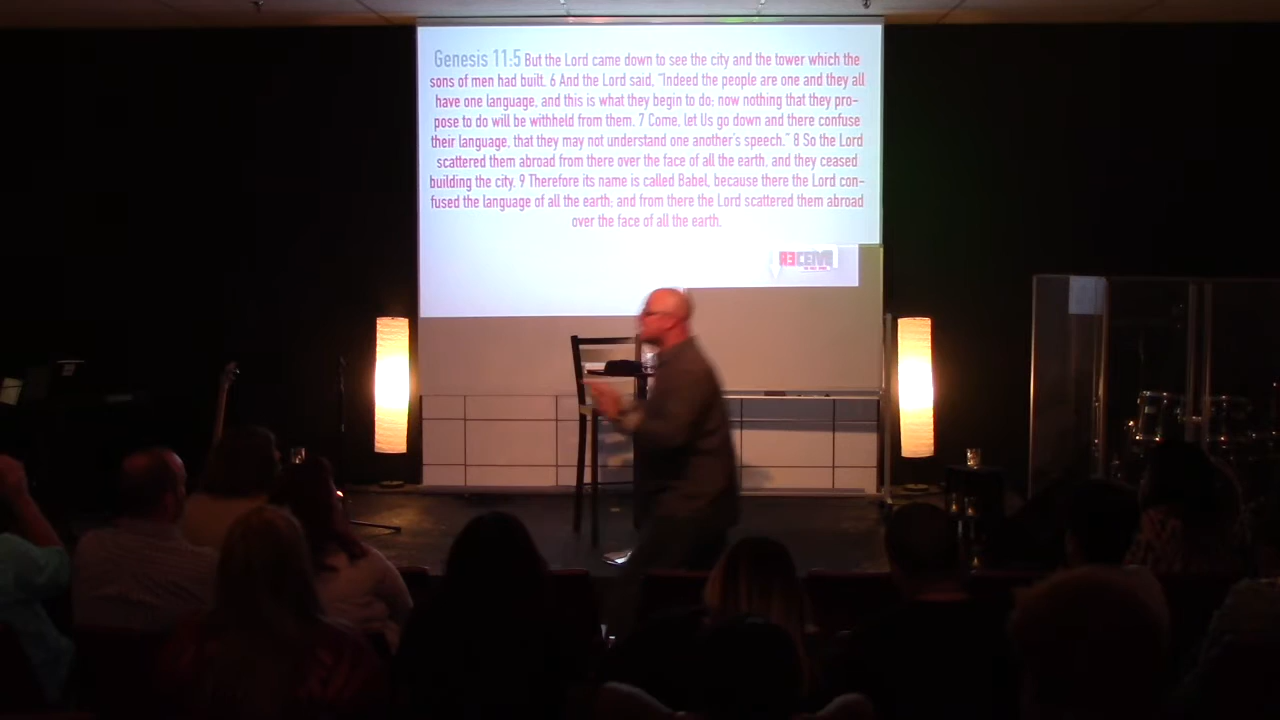 Genesis 11:5 But the Lord came down to see the city and the tower which the
sons of men had built. 6 And the Lord said, "Indeed the people are one and they all
have one language, and this is what they begin to do; now nothing that they pro-
pose to do will be withheld from them. 7 Come, let Us go down and there confuse
their language, that they may not understand one another's speech." 8 So the Lord
scattered them abroad from there over the face of all the earth, and they ceased
building the city. 9 Therefore its name is called Babel, because there the Lord con-
fused the language of all the earth; and from there the Lord scattered them abroad
over the face of all the earth.
RECEIVE